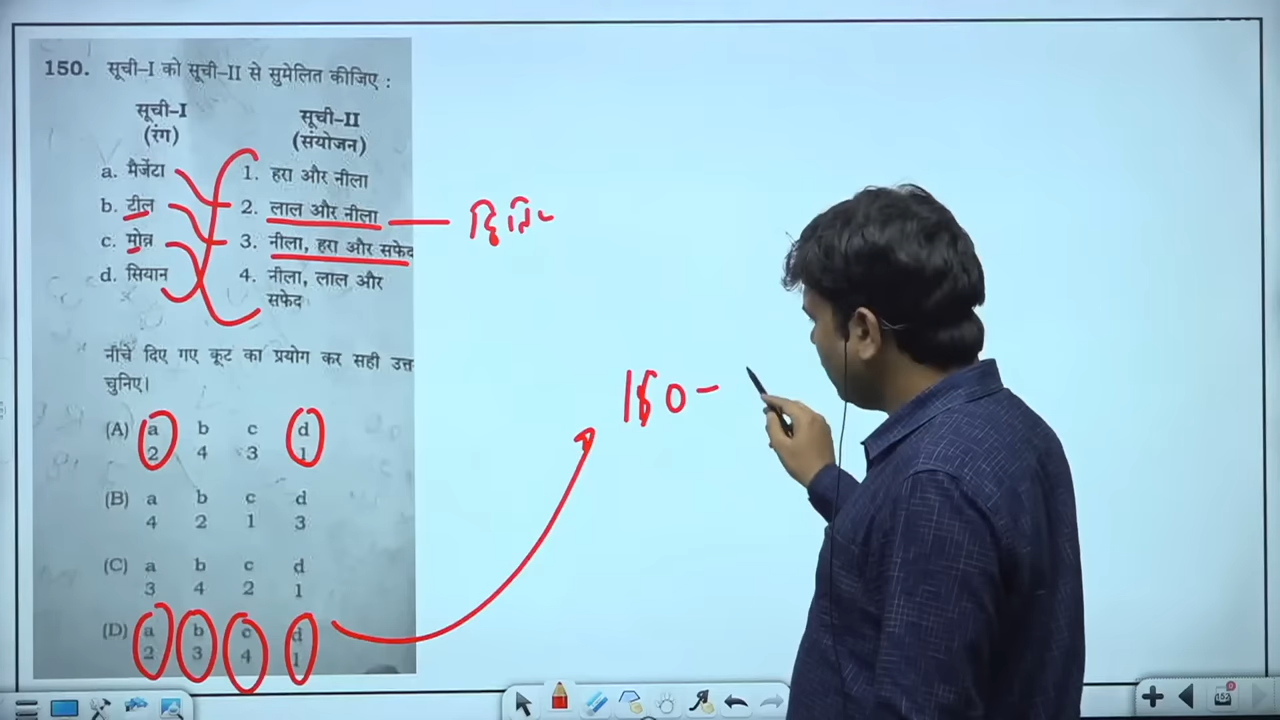 150. सूची-I को सूची-II से सुमेलित कीजिए :
सूची-I सूची-II
(रंग) (संयोजन)
a. मैजेंटा 1. हरा और नीला
b. टील 2. लाल और नीला
c. मोव्र 3. नीला, हरा और सफेद
d. सियान 4. नीला, लाल और
सफेद
नीचे दिए गए कूट का प्रयोग कर सही उत्त
चुनिए।
(A) a b c d
2 4 3 1
(B) a b c d
4 2 1 3
(C) a b c d
3 4 2 1
(D) a b c d
2 3 4 1
150-